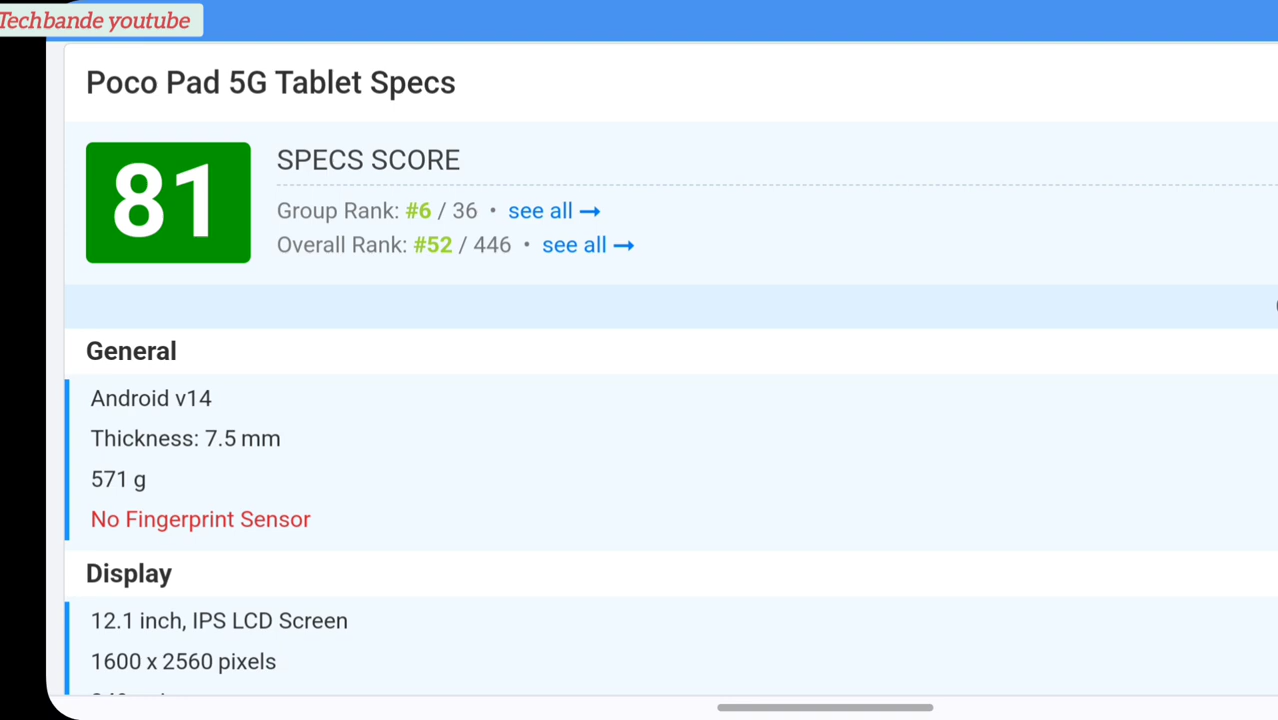 Techbande youtube
Poco Pad 5G Tablet Specs
81
SPECS SCORE
Group Rank: #6 / 36 • see all →
Overall Rank: #52 / 446 • see all →
General
Android v14
Thickness: 7.5 mm
571 g
No Fingerprint Sensor
Display
12.1 inch, IPS LCD Screen
1600 x 2560 pixels